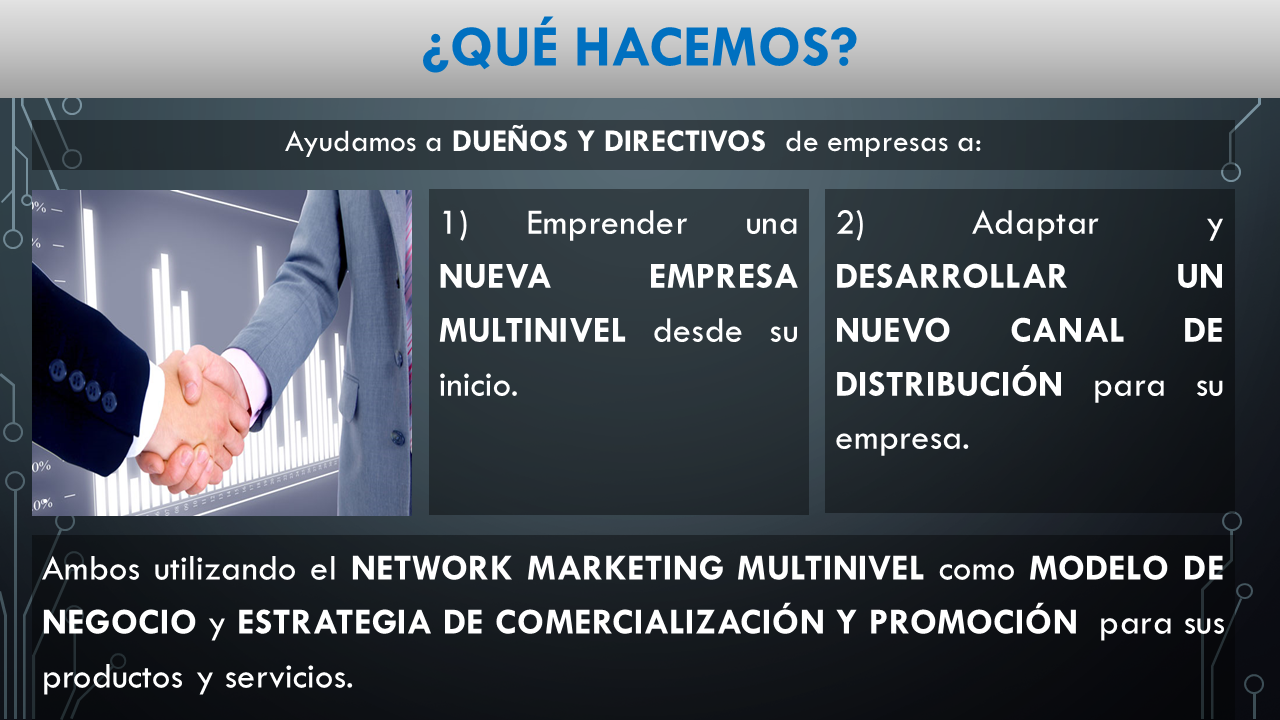 ¿QUÉ HACEMOS?
Ayudamos a DUEÑOS Y DIRECTIVOS de empresas a:
1) Emprender una
NUEVA EMPRESA
MULTINIVEL desde su
inicio.
2) Adaptar y
DESARROLLAR UN
NUEVO CANAL DE
DISTRIBUCIÓN para su
empresa.
Ambos utilizando el NETWORK MARKETING MULTINIVEL como MODELO DE
NEGOCIO y ESTRATEGIA DE COMERCIALIZACIÓN Y PROMOCIÓN para sus
productos y servicios.